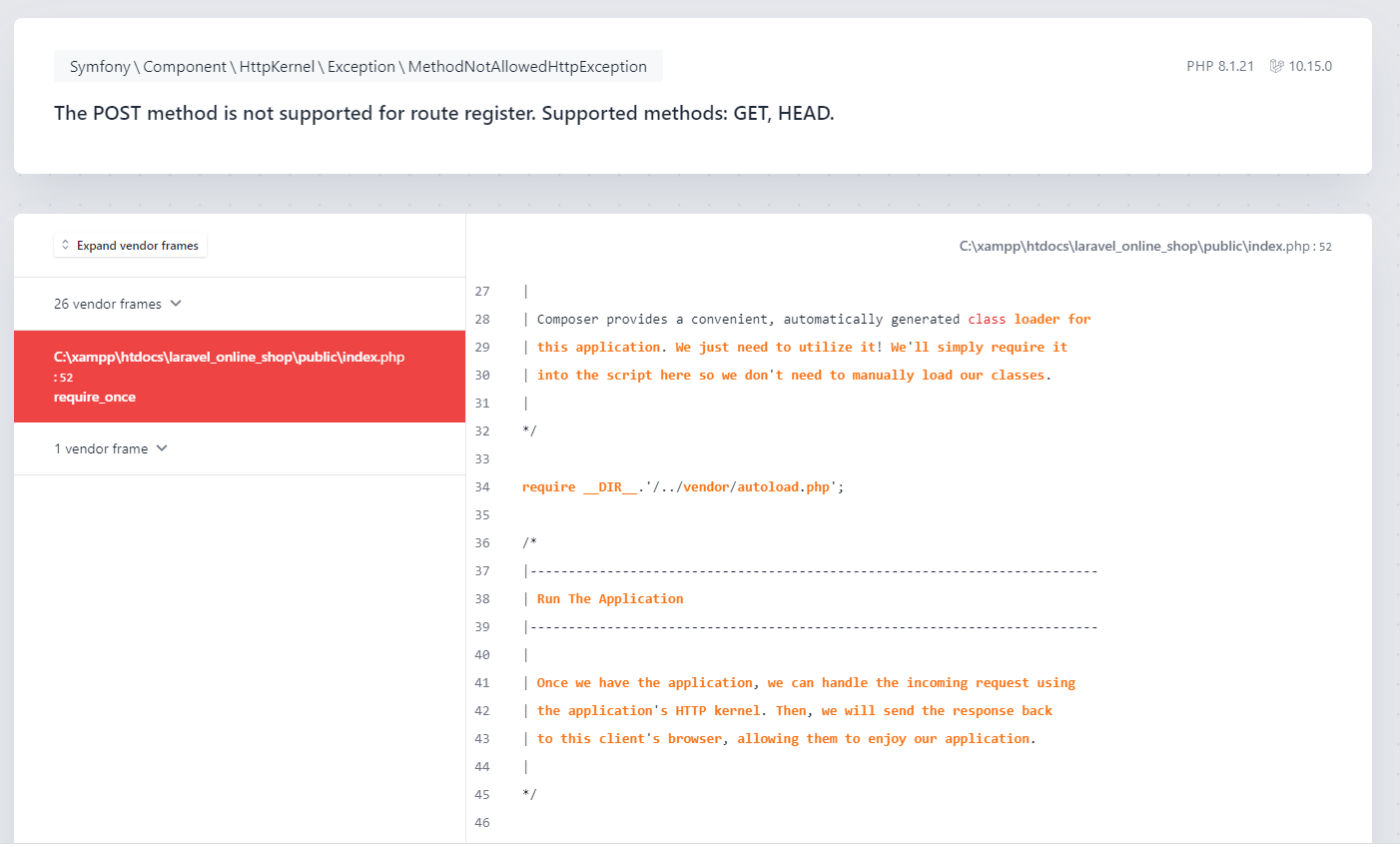 Symfony \ Component \ HttpKernel \ Exception \ MethodNotAllowedHttpException
PHP 8.1.21 10.15.0
The POST method is not supported for route register. Supported methods: GET, HEAD.
Expand vendor frames
26 vendor frames
C:\xampp\htdocs\laravel_online_shop\public\index.php
: 52
require_once
1 vendor frame
C:\xampp\htdocs\laravel_online_shop\public\index.php : 52
27 |
28 | Composer provides a convenient, automatically generated class loader for
29 | this application. We just need to utilize it! We'll simply require it
30 | into the script here so we don't need to manually load our classes.
31 |
32 */
33
34 require __DIR__.'/../vendor/autoload.php';
35
36 /*
37 |--------------------------------------------------------------------------
38 | Run The Application
39 |--------------------------------------------------------------------------
40 |
41 | Once we have the application, we can handle the incoming request using
42 | the application's HTTP kernel. Then, we will send the response back
43 | to this client's browser, allowing them to enjoy our application.
44 |
45 */
46